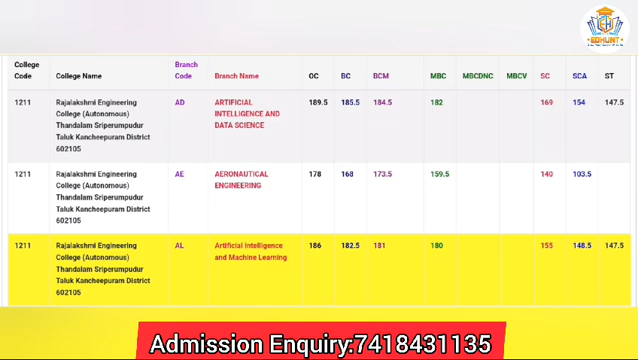 EDHUNT
College Code College Name Branch Code Branch Name OC BC BCM MBC MBCDNC MBCV SC SCA ST
1211 Rajalakshmi Engineering AD ARTIFICIAL 189.5 185.5 184.5 182 169 154 147.5
College (Autonomous) INTELLIGENCE AND
Thandalam Sriperumpudur DATA SCIENCE
Taluk Kancheepuram District
602105
1211 Rajalakshmi Engineering AE AERONAUTICAL 178 168 173.5 159.5 140 103.5
College (Autonomous) ENGINEERING
Thandalam Sriperumpudur
Taluk Kancheepuram District
602105
1211 Rajalakshmi Engineering AL Artificial Intelligence 186 182.5 181 180 155 148.5 147.5
College (Autonomous) and Machine Learning
Thandalam Sriperumpudur
Taluk Kancheepuram District
602105
Admission Enquiry:7418431135